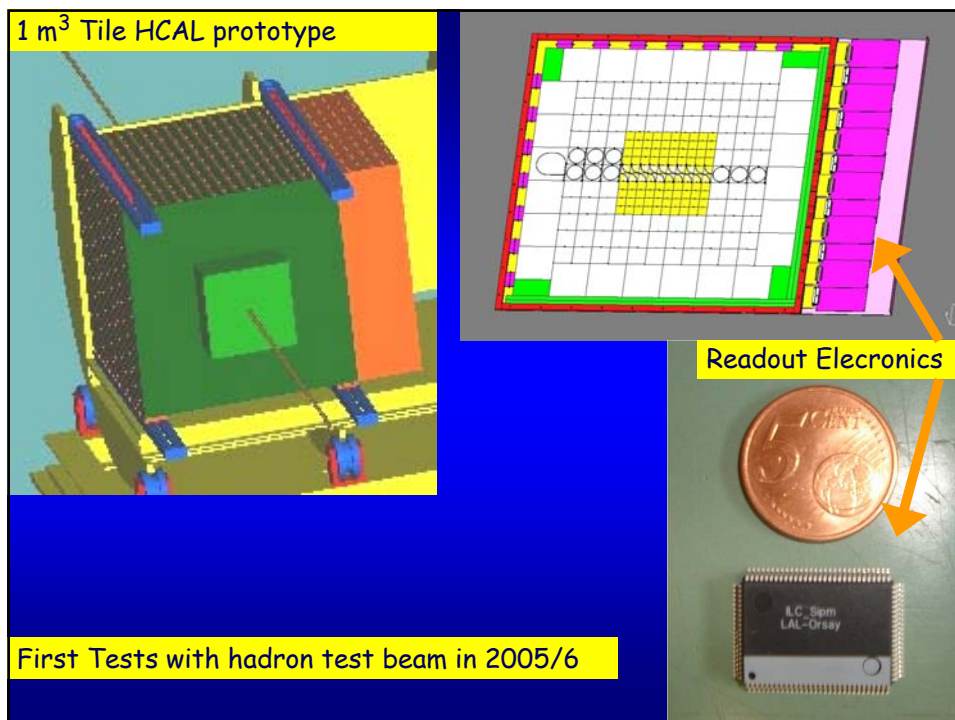 1 m³ Tile HCAL prototype
Readout Elecronics
5
EURO
CENT
ILC_Sipm
LAL-Orsay
First Tests with hadron test beam in 2005/6